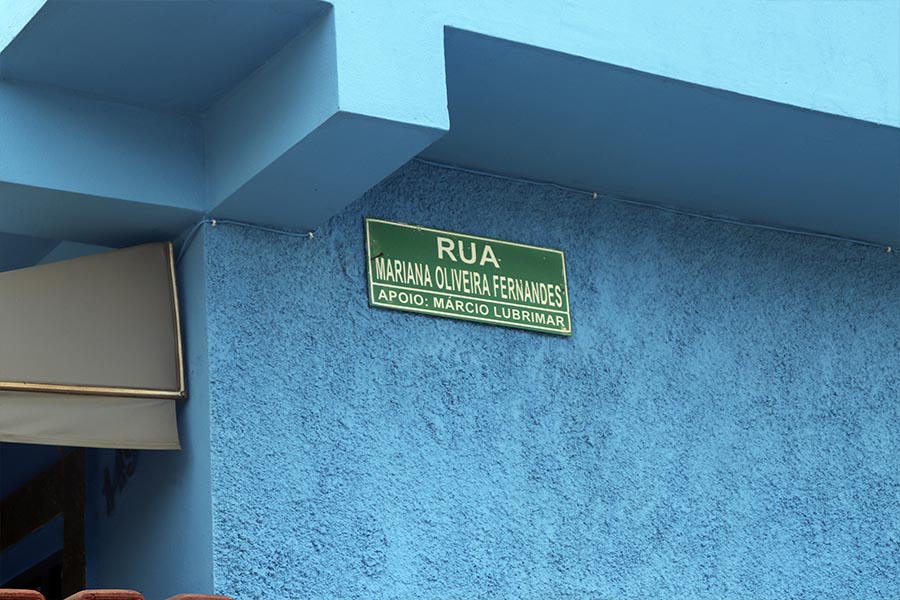 RUA
MARIANA OLIVEIRA FERNANDES
APOIO: MÁRCIO LUBRIMAR